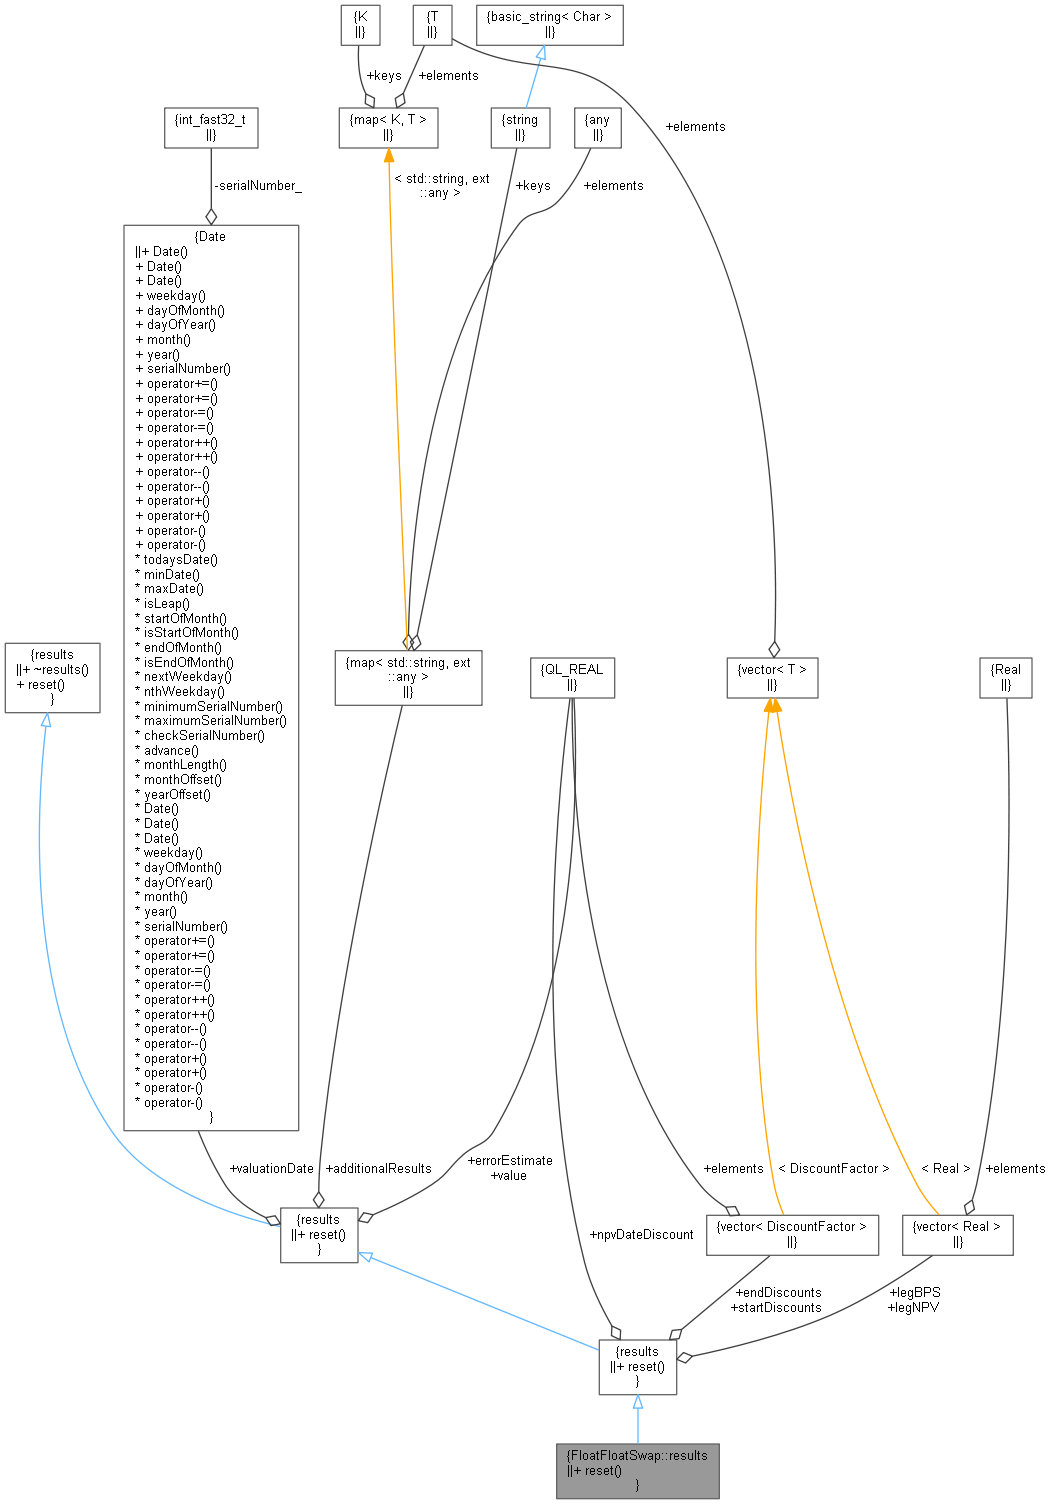 {K
||}
{T
||}
{basic_string< Char >
||}
+keys
+elements
{int_fast32_t
||}
{map< K, T >
||}
{string
||}
{any
||}
+elements
-serialNumber_
< std::string, ext
::any >
+keys
+elements
{Date
||+ Date()
+ Date()
+ Date()
+ weekday()
+ dayOfMonth()
+ dayOfYear()
+ month()
+ year()
+ serialNumber()
+ operator+=()
+ operator+=()
+ operator-=()
+ operator-=()
+ operator++()
+ operator++()
+ operator--()
+ operator--()
+ operator+()
+ operator+()
+ operator-()
+ operator-()
* todaysDate()
* minDate()
* maxDate()
* isLeap()
* startOfMonth()
* isStartOfMonth()
* endOfMonth()
* isEndOfMonth()
* nextWeekday()
* nthWeekday()
* minimumSerialNumber()
* maximumSerialNumber()
* checkSerialNumber()
* advance()
* monthLength()
* monthOffset()
* yearOffset()
* Date()
* Date()
* Date()
* weekday()
* dayOfMonth()
* dayOfYear()
* month()
* year()
* serialNumber()
* operator+=()
* operator+=()
* operator-=()
* operator-=()
* operator++()
* operator++()
* operator--()
* operator--()
* operator+()
* operator+()
* operator-()
* operator-()
}
{results
||+ ~results()
+ reset()
}
{map< std::string, ext
::any >
||}
{QL_REAL
||}
{vector< T >
||}
{Real
||}
+valuationDate
+additionalResults
+errorEstimate
+value
+elements
< DiscountFactor >
< Real >
+elements
{results
||+ reset()
}
+npvDateDiscount
{vector< DiscountFactor >
||}
{vector< Real >
||}
+endDiscounts
+startDiscounts
+legBPS
+legNPV
{results
||+ reset()
}
{FloatFloatSwap::results
||+ reset()
}